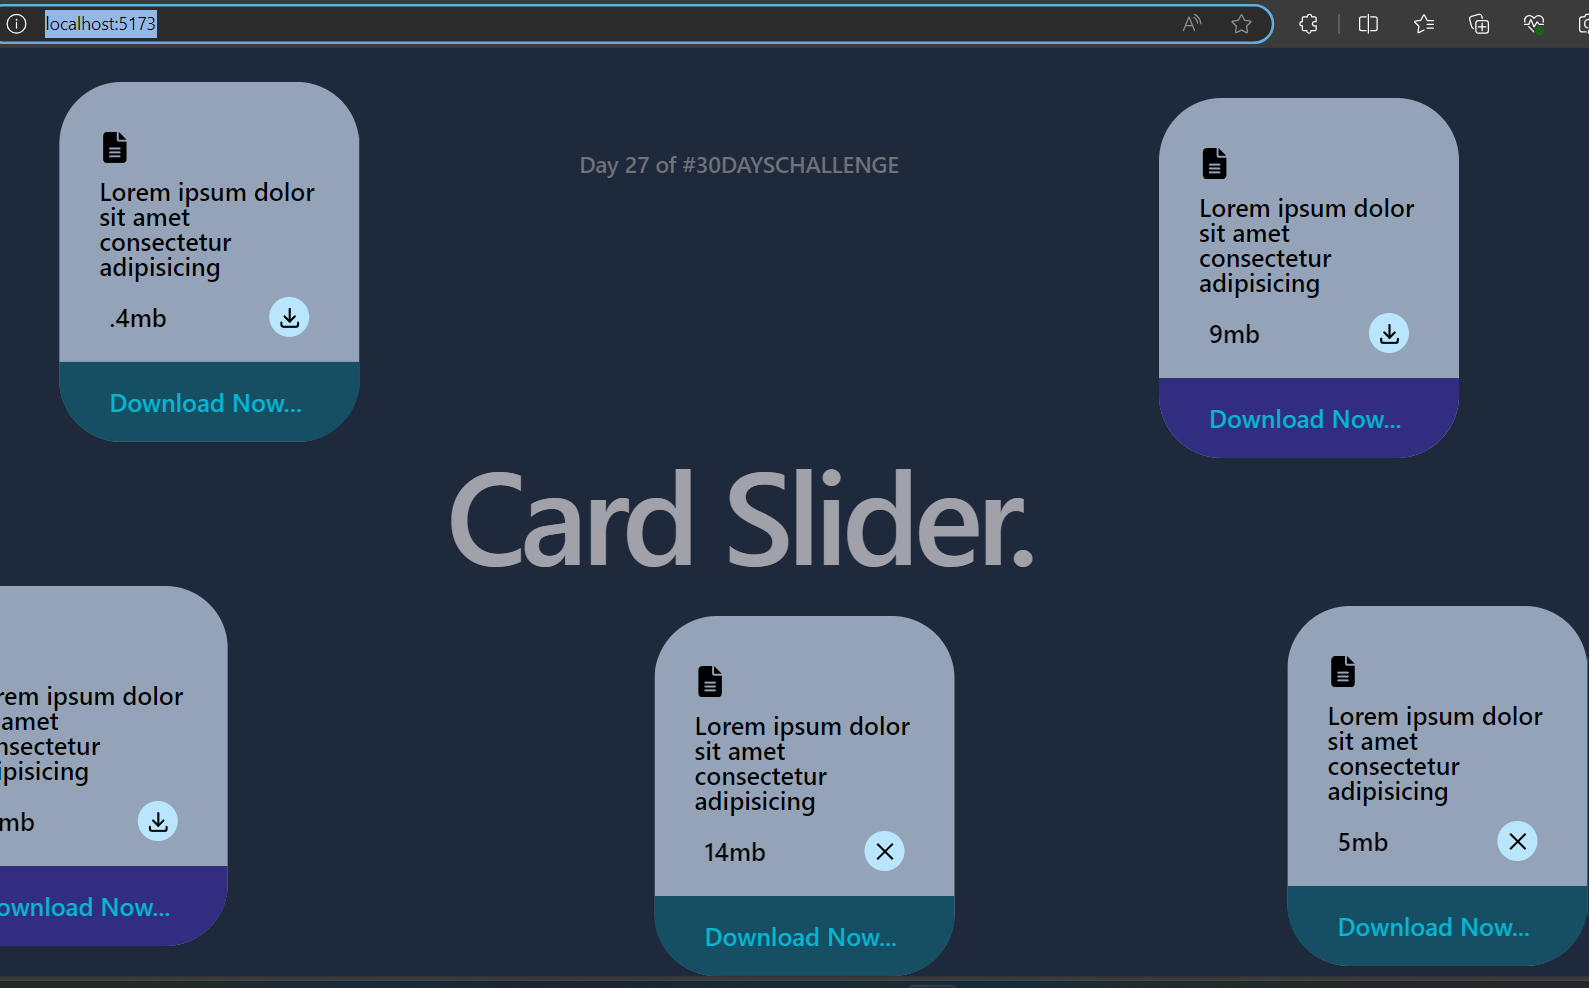 localhost:5173
Day 27 of #30DAYSCHALLENGE
Lorem ipsum dolor
sit amet
consectetur
adipisicing
.4mb
Download Now...
Lorem ipsum dolor
sit amet
consectetur
adipisicing
9mb
Download Now...
Card Slider.
rem ipsum dolor
amet
nsectetur
ipisicing
mb
ownload Now...
Lorem ipsum dolor
sit amet
consectetur
adipisicing
14mb
Download Now...
Lorem ipsum dolor
sit amet
consectetur
adipisicing
5mb
Download Now...